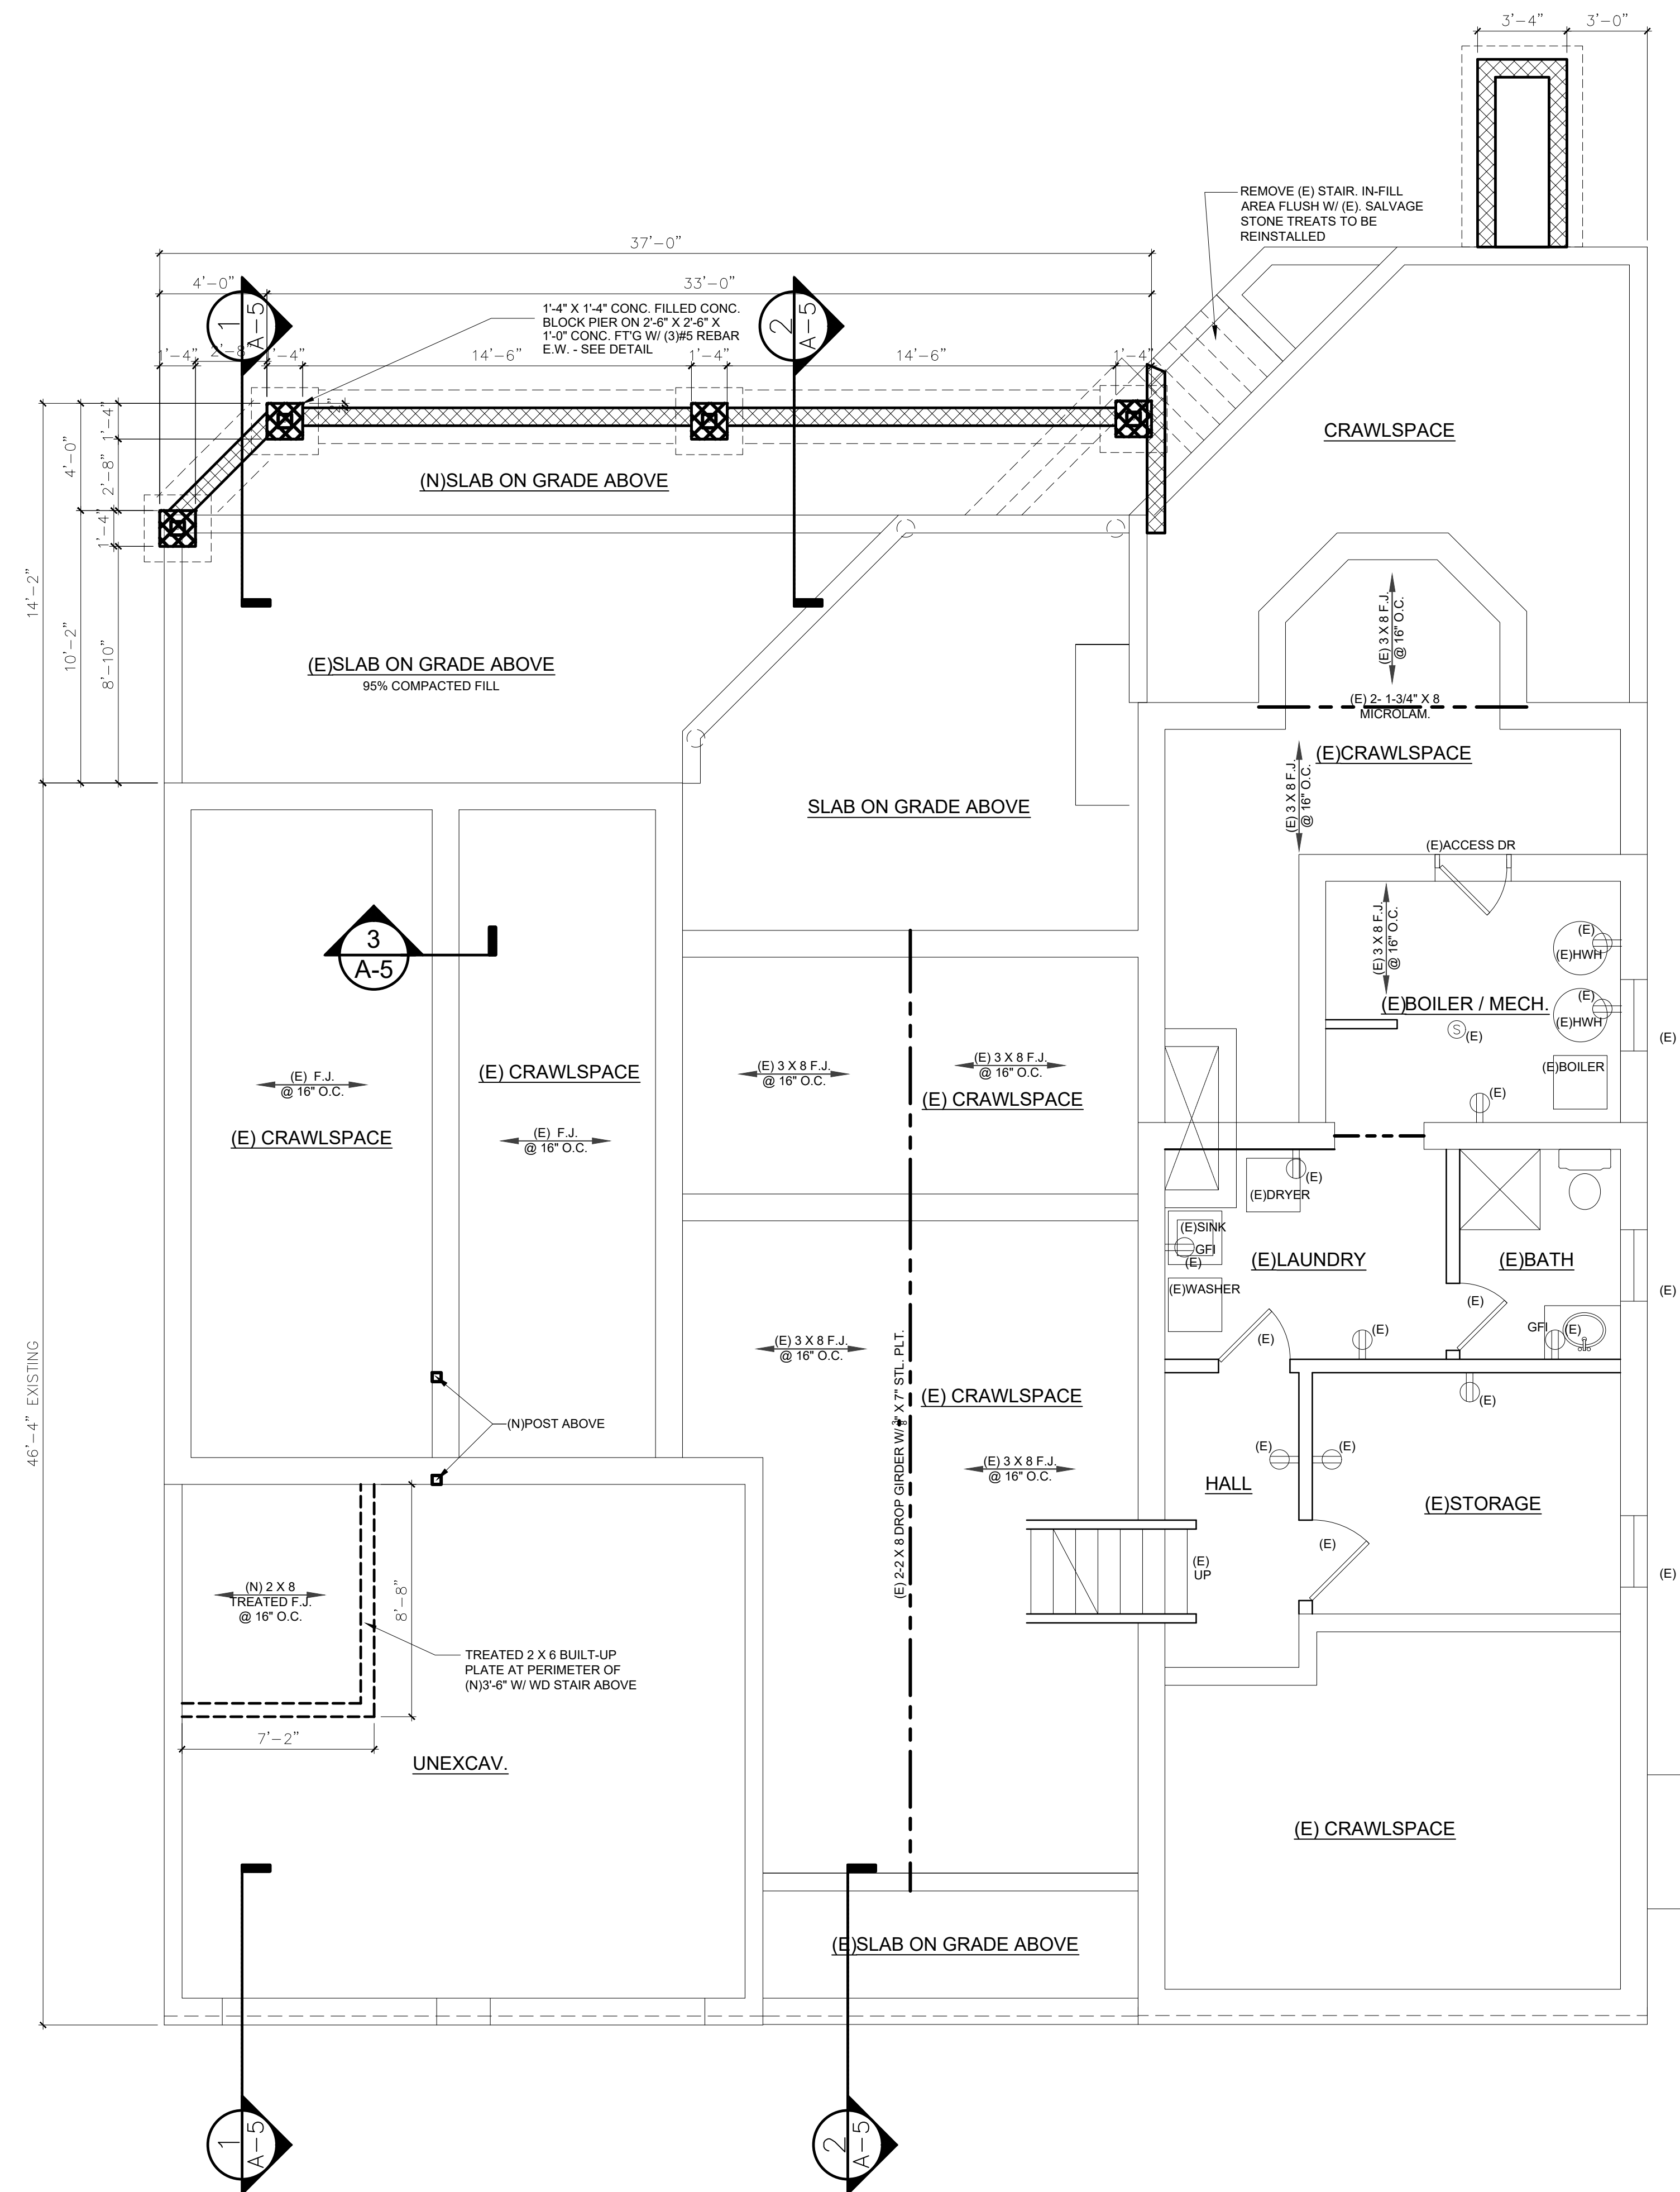 3'-4"
3'-0"
REMOVE (E) STAIR. IN-FILL
AREA FLUSH W/ (E). SALVAGE
STONE TREATS TO BE
REINSTALLED
37'-0"
4'-0"
33'-0"
1
A-5
2
A-5
1'-4" X 1'-4" CONC. FILLED CONC.
BLOCK PIER ON 2'-6" X 2'-6" X
1'-0" CONC. FT'G W/ (3)#5 REBAR
E.W. - SEE DETAIL
1'-4"
2'-8"
1'-4"
14'-6"
1'-4"
14'-6"
1'-4"
2"
1'-4"
4'-0"
2'-8"
1'-4"
14'-2"
10'-2"
8'-10"
CRAWLSPACE
(N)SLAB ON GRADE ABOVE
(E)SLAB ON GRADE ABOVE
95% COMPACTED FILL
(E) 3 X 8 F.J.
@ 16" O.C.
(E) 2- 1-3/4" X 8
MICROLAM.
(E)CRAWLSPACE
(E) 3 X 8 F.J.
@ 16" O.C.
SLAB ON GRADE ABOVE
(E)ACCESS DR
(E) 3 X 8 F.J.
@ 16" O.C.
(E)
(E)HWH
(E)BOILER / MECH.
(E)
(E)HWH
S
(E)
(E)
(E)BOILER
(E)
3
A-5
(E) F.J.
@ 16" O.C.
(E) CRAWLSPACE
(E) CRAWLSPACE
(E) F.J.
@ 16" O.C.
(E) 3 X 8 F.J.
@ 16" O.C.
(E) 3 X 8 F.J.
@ 16" O.C.
(E) CRAWLSPACE
(E)
(E)DRYER
(E)SINK
GFI
(E)
(E)WASHER
(E)LAUNDRY
(E)BATH
(E)
(E)
(E)
(E)
GFI
(E)
(E)
(E) 3 X 8 F.J.
@ 16" O.C.
(E) 2-2 X 8 DROP GIRDER W/ 3/8" X 7" STL. PLT.
(E) CRAWLSPACE
(E) 3 X 8 F.J.
@ 16" O.C.
46'-4" EXISTING
(N)POST ABOVE
(E)
(E)
HALL
(E)STORAGE
(E)
(E)
UP
(E)
(N) 2 X 8
TREATED F.J.
@ 16" O.C.
8'-8"
TREATED 2 X 6 BUILT-UP
PLATE AT PERIMETER OF
(N)3'-6" W/ WD STAIR ABOVE
7'-2"
UNEXCAV.
(E) CRAWLSPACE
(E)SLAB ON GRADE ABOVE
1
A-5
2
A-5